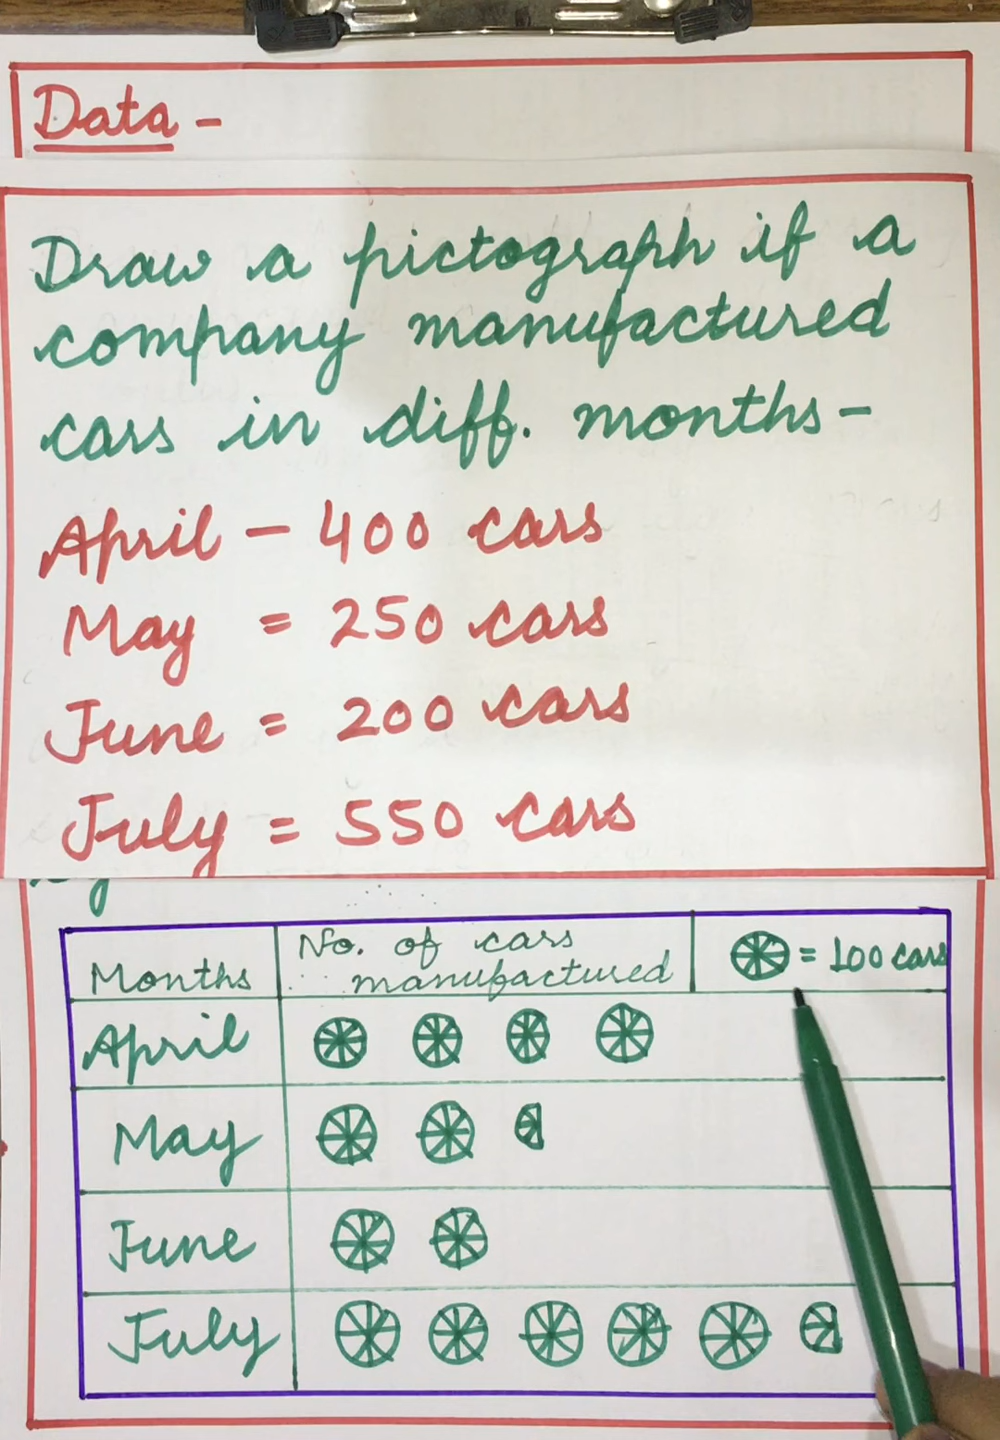 Data -
Draw a pictograph if a
company manufactured
cars in diff. months-
April - 400 cars
May = 250 cars
June = 200 cars
July = 550 cars
Months
No. of cars
manufactured
= 100 cars
April
May
June
July